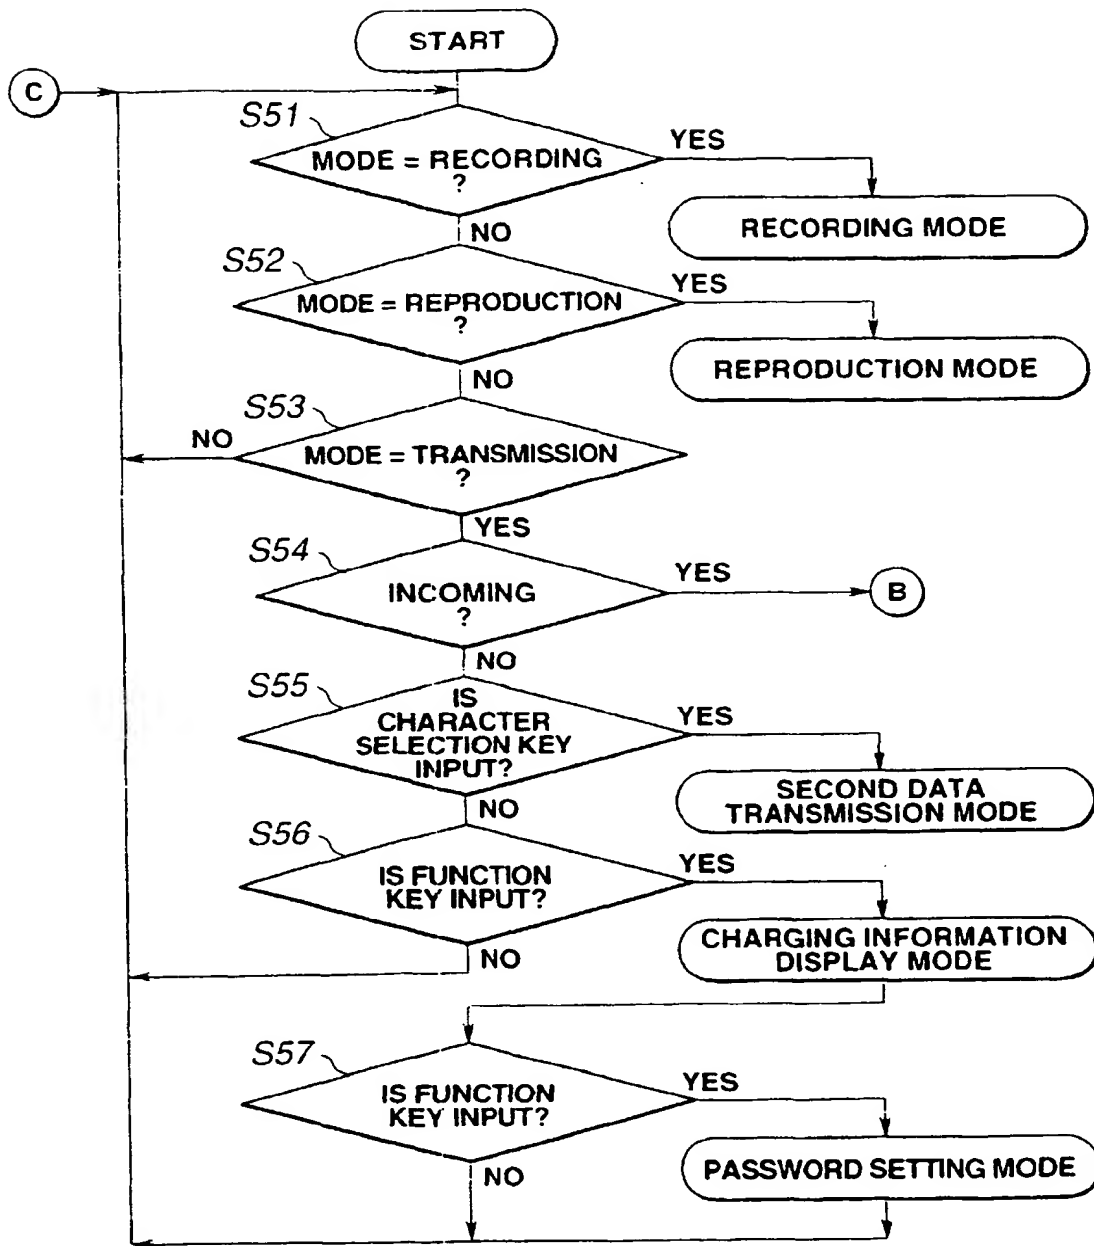 START
C
S51
MODE = RECORDING
?
YES
RECORDING MODE
NO
S52
MODE = REPRODUCTION
?
YES
REPRODUCTION MODE
NO
S53
NO
MODE = TRANSMISSION
?
YES
S54
INCOMING
?
YES
B
NO
S55
IS
CHARACTER
SELECTION KEY
INPUT?
YES
SECOND DATA
TRANSMISSION MODE
NO
S56
IS FUNCTION
KEY INPUT?
YES
CHARGING INFORMATION
DISPLAY MODE
NO
S57
IS FUNCTION
KEY INPUT?
YES
PASSWORD SETTING MODE
NO